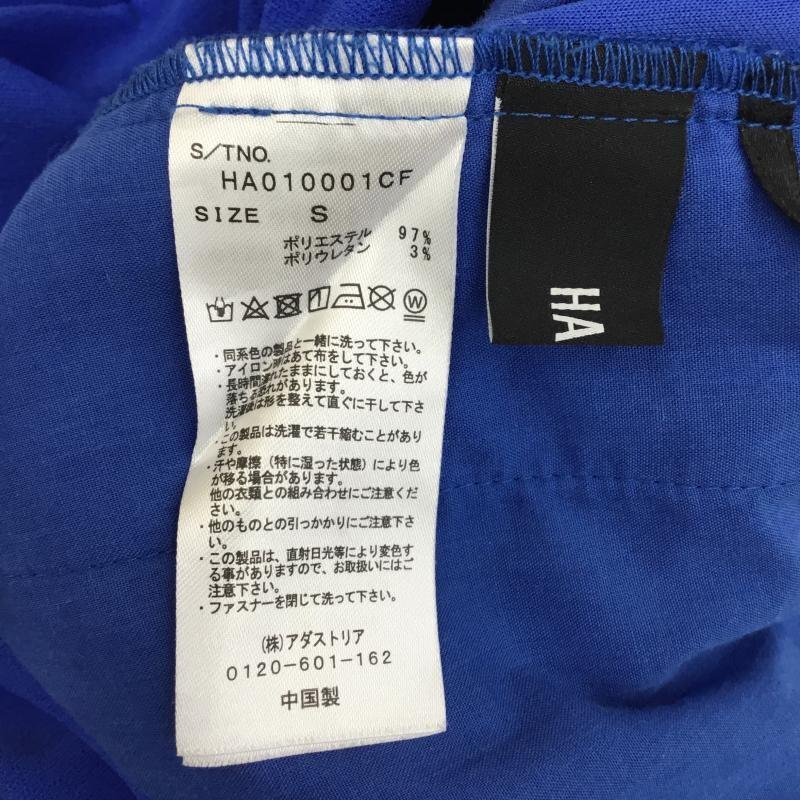 S/TNO.
HA010001CF
SIZE S
ポリエステル 97%
ポリウレタン 3%
W
・同系色の製品と一緒に洗って下さい。
・アイロン時はあて布をして下さい。
・長時間濡れたままにしておくと、色が
落ちる恐れがあります。
洗濯後は形を整えて直ぐに干して下さ
い。
・この製品は洗濯で若干縮むことがあり
ます。
・汗や摩擦（特に湿った状態）により色
が移る場合があります。
他の衣類との組み合わせにご注意くだ
さい。
・他のものとの引っかかりにご注意下さ
い。
・この製品は、直射日光等により変色す
る事がありますので、お取扱いにはご
注意下さい。
・ファスナーを閉じて洗って下さい。
(株)アダストリア
0120-601-162
中国製
HA